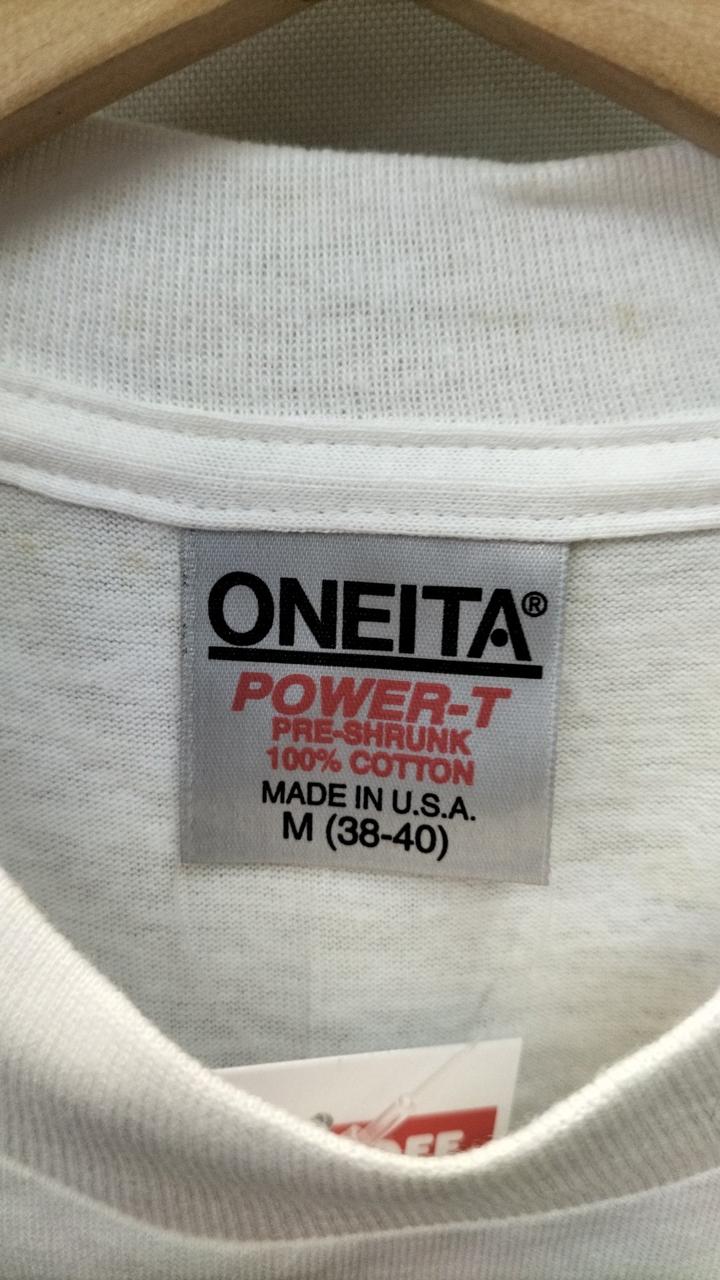 ONEITA®
POWER-T
PRE-SHRUNK
100% COTTON
MADE IN U.S.A.
M (38-40)